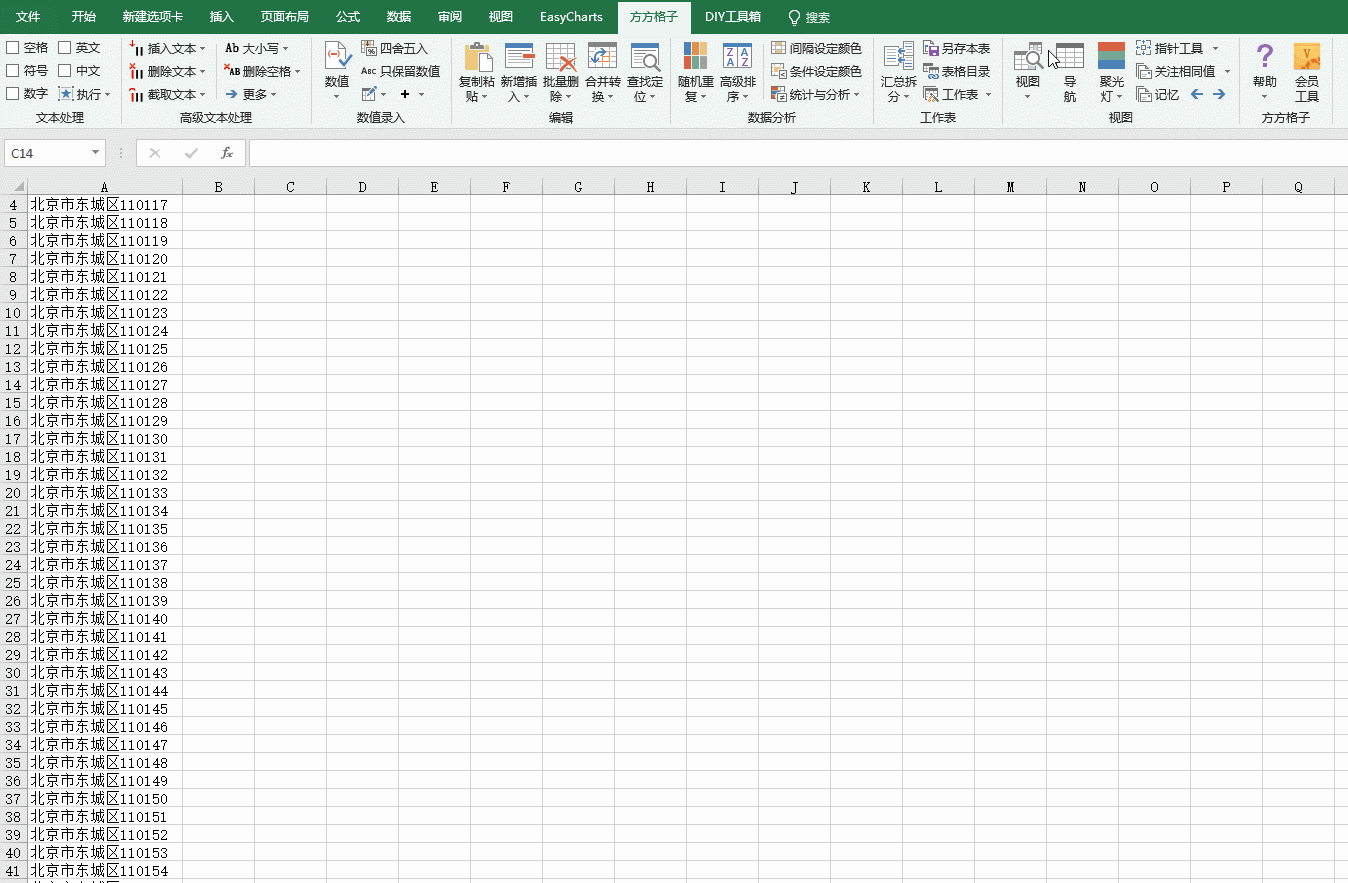 文件 开始 新建选项卡 插入 页面布局 公式 数据 审阅 视图 EasyCharts 方方格子 DIY工具箱 搜索
空格 英文 插入文本 Ab 大小写 四舍五入 间隔设定颜色 另存本表 指针工具
符号 中文 删除文本 AB 删除空格 ABC 只保留数值 条件设定颜色 表格目录 关注相同值
数字 执行 截取文本 更多 统计与分析 工作表 记忆
数值 复制粘贴 新增插入 批量删除 合并转换 查找定位 随机重复 高级排序 汇总拆分 视图 导航 聚光灯 帮助 会员工具
文本处理 高级文本处理 数值录入 编辑 数据分析 工作表 视图 方方格子
C14 fx
A B C D E F G H I J K L M N O P Q
4 北京市东城区110117
5 北京市东城区110118
6 北京市东城区110119
7 北京市东城区110120
8 北京市东城区110121
9 北京市东城区110122
10 北京市东城区110123
11 北京市东城区110124
12 北京市东城区110125
13 北京市东城区110126
14 北京市东城区110127
15 北京市东城区110128
16 北京市东城区110129
17 北京市东城区110130
18 北京市东城区110131
19 北京市东城区110132
20 北京市东城区110133
21 北京市东城区110134
22 北京市东城区110135
23 北京市东城区110136
24 北京市东城区110137
25 北京市东城区110138
26 北京市东城区110139
27 北京市东城区110140
28 北京市东城区110141
29 北京市东城区110142
30 北京市东城区110143
31 北京市东城区110144
32 北京市东城区110145
33 北京市东城区110146
34 北京市东城区110147
35 北京市东城区110148
36 北京市东城区110149
37 北京市东城区110150
38 北京市东城区110151
39 北京市东城区110152
40 北京市东城区110153
41 北京市东城区110154